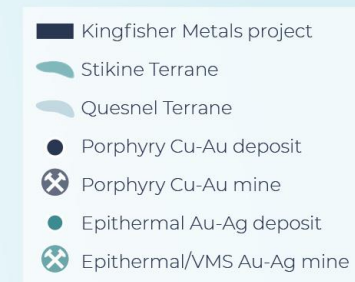 Kingfisher Metals project
Stikine Terrane
Quesnel Terrane
Porphyry Cu-Au deposit
Porphyry Cu-Au mine
Epithermal Au-Ag deposit
Epithermal/VMS Au-Ag mine